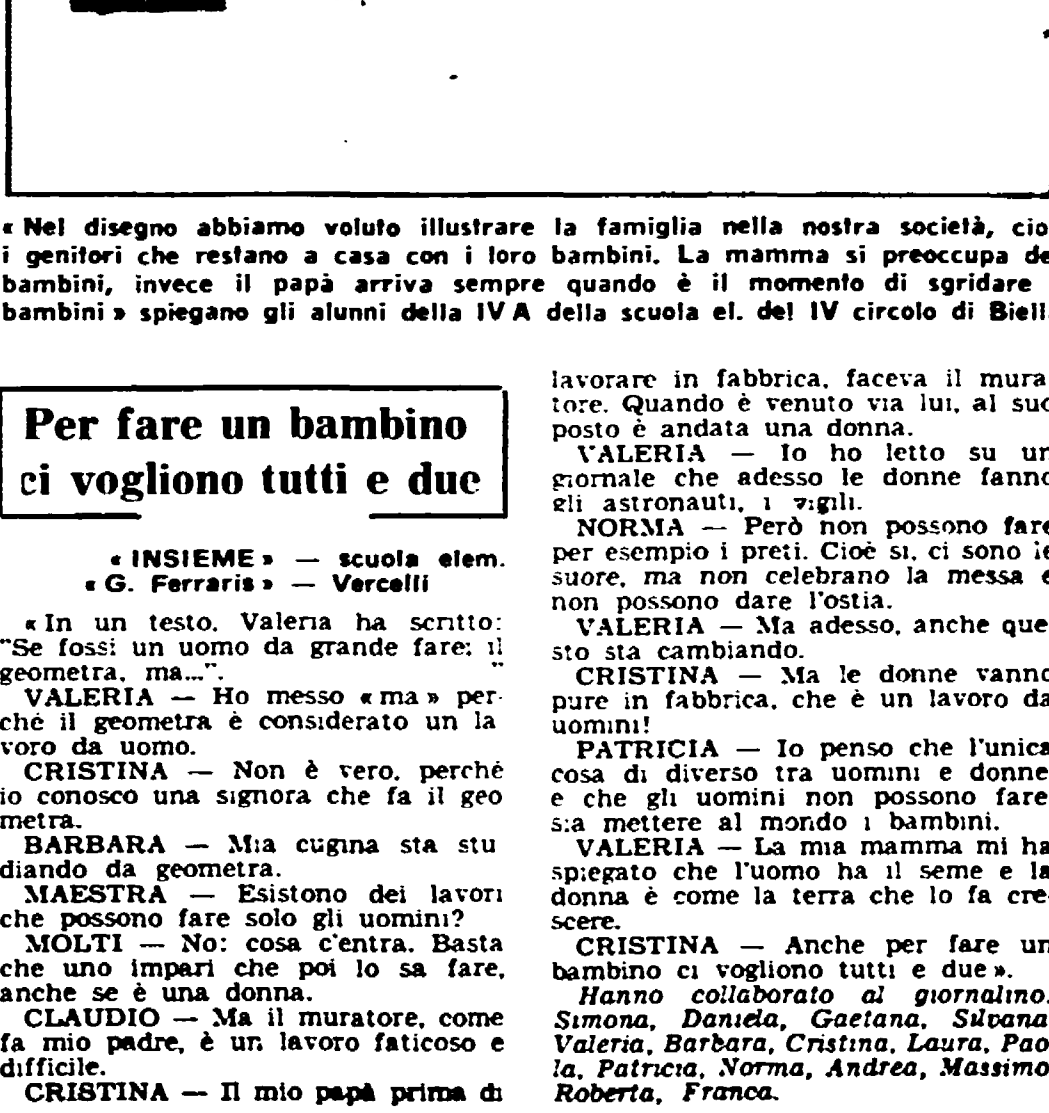 « Nel disegno abbiamo voluto illustrare la famiglia nella nostra società, cio
i genitori che restano a casa con i loro bambini. La mamma si preoccupa de
bambini, invece il papà arriva sempre quando è il momento di sgridare
bambini » spiegano gli alunni della IV A della scuola el. del IV circolo di Biell
Per fare un bambino
ci vogliono tutti e due
« INSIEME » — scuola elem.
« G. Ferraris » — Vercelli
« In un testo, Valeria ha scritto:
"Se fossi un uomo da grande farei il
geometra, ma...".
VALERIA — Ho messo « ma » per-
ché il geometra è considerato un la
voro da uomo.
CRISTINA — Non è vero, perché
io conosco una signora che fa il geo
metra.
BARBARA — Mia cugina sta stu
diando da geometra.
MAESTRA — Esistono dei lavori
che possono fare solo gli uomini?
MOLTI — No: cosa c'entra. Basta
che uno impari che poi lo sa fare,
anche se è una donna.
CLAUDIO — Ma il muratore, come
fa mio padre, è un lavoro faticoso e
difficile.
CRISTINA — Il mio papà prima di
lavorare in fabbrica, faceva il mura
tore. Quando è venuto via lui, al suo
posto è andata una donna.
VALERIA — Io ho letto su un
giornale che adesso le donne fanno
gli astronauti, i vigili.
NORMA — Però non possono fare
per esempio i preti. Cioè si, ci sono le
suore, ma non celebrano la messa e
non possono dare l'ostia.
VALERIA — Ma adesso, anche que
sto sta cambiando.
CRISTINA — Ma le donne vanno
pure in fabbrica, che è un lavoro da
uomini!
PATRICIA — Io penso che l'unica
cosa di diverso tra uomini e donne
e che gli uomini non possono fare
sia mettere al mondo i bambini.
VALERIA — La mia mamma mi ha
spiegato che l'uomo ha il seme e la
donna è come la terra che lo fa cre-
scere.
CRISTINA — Anche per fare un
bambino ci vogliono tutti e due ».
Hanno collaborato al giornalino.
Simona, Daniela, Gaetana, Silvana
Valeria, Barbara, Cristina, Laura, Pao
la, Patricia, Norma, Andrea, Massimo
Roberta, Franca.